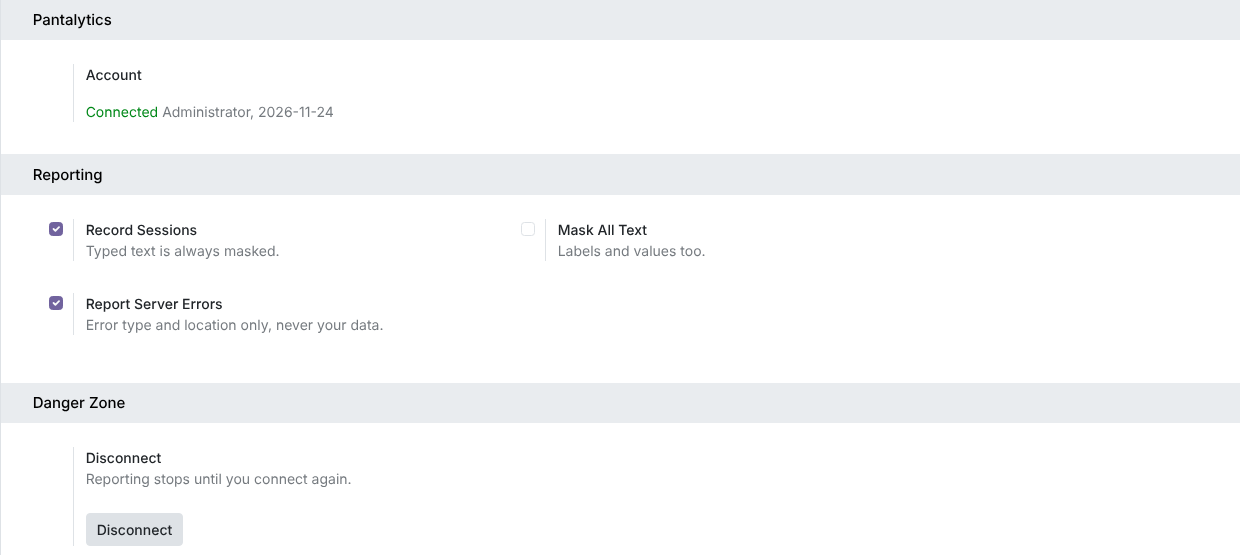 Pantalytics
Account
Connected Administrator, 2026-11-24
Reporting
Record Sessions
Typed text is always masked.
Mask All Text
Labels and values too.
Report Server Errors
Error type and location only, never your data.
Danger Zone
Disconnect
Reporting stops until you connect again.
Disconnect